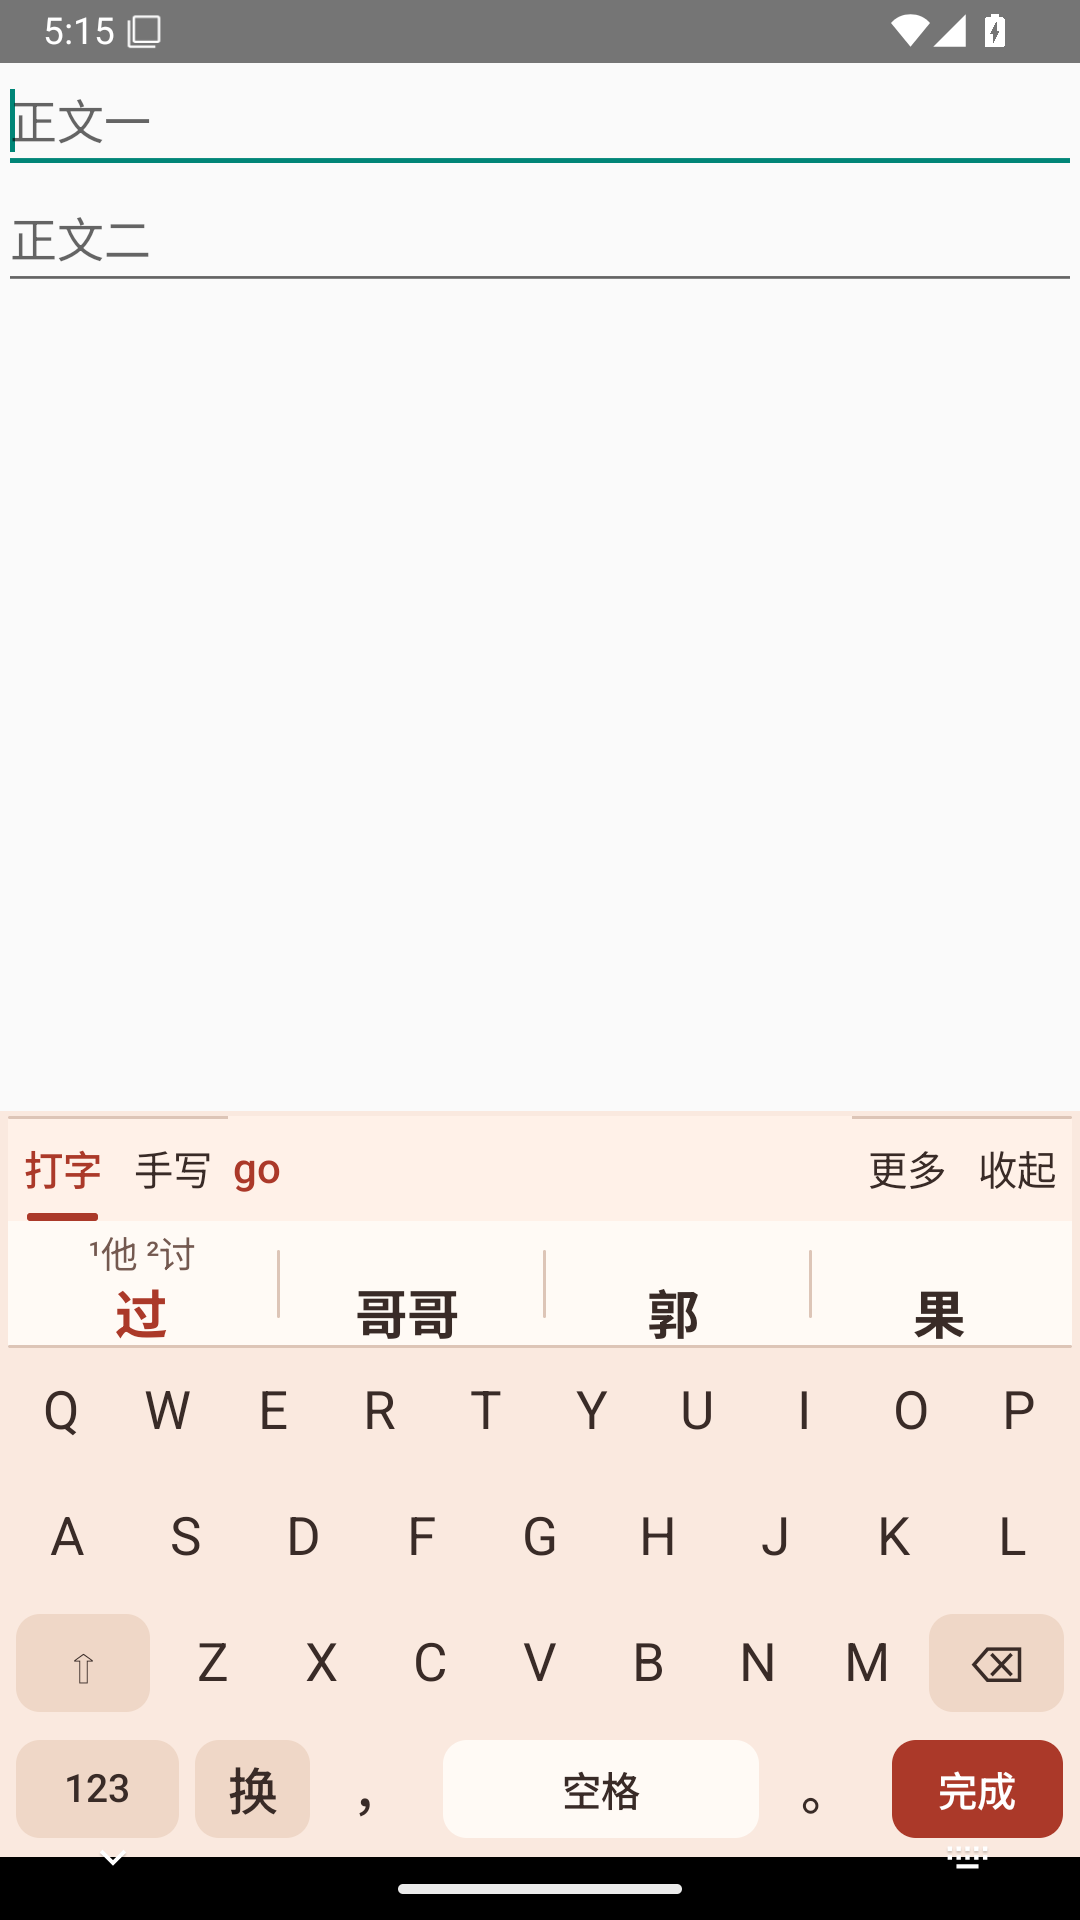 5:15
正文一
正文二
打字 手写 go 更多 收起
¹他 ²讨
过 哥哥 郭 果
Q W E R T Y U I O P
A S D F G H J K L
⇧ Z X C V B N M ⌫
123 换 ， 空格 。 完成